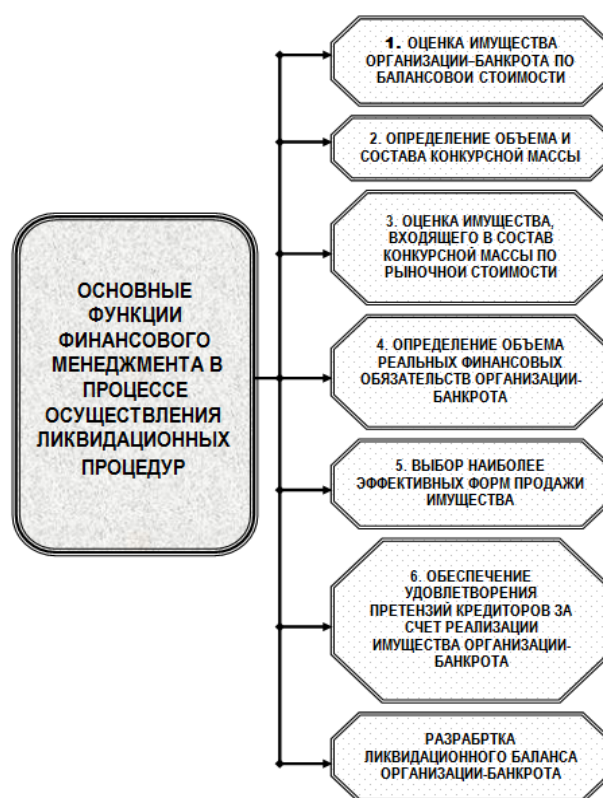 ОСНОВНЫЕ
ФУНКЦИИ
ФИНАНСОВОГО
МЕНЕДЖМЕНТА В
ПРОЦЕССЕ
ОСУЩЕСТВЛЕНИЯ
ЛИКВИДАЦИОННЫХ
ПРОЦЕДУР
1. ОЦЕНКА ИМУЩЕСТВА
ОРГАНИЗАЦИИ-БАНКРОТА ПО
БАЛАНСОВОЙ СТОИМОСТИ
2. ОПРЕДЕЛЕНИЕ ОБЪЕМА И
СОСТАВА КОНКУРСНОЙ МАССЫ
3. ОЦЕНКА ИМУЩЕСТВА,
ВХОДЯЩЕГО В СОСТАВ
КОНКУРСНОЙ МАССЫ ПО
РЫНОЧНОЙ СТОИМОСТИ
4. ОПРЕДЕЛЕНИЕ ОБЪЕМА
РЕАЛЬНЫХ ФИНАНСОВЫХ
ОБЯЗАТЕЛЬСТВ ОРГАНИЗАЦИИ-
БАНКРОТА
5. ВЫБОР НАИБОЛЕЕ
ЭФФЕКТИВНЫХ ФОРМ ПРОДАЖИ
ИМУЩЕСТВА
6. ОБЕСПЕЧЕНИЕ
УДОВЛЕТВОРЕНИЯ
ПРЕТЕНЗИЙ КРЕДИТОРОВ ЗА
СЧЕТ РЕАЛИЗАЦИИ
ИМУЩЕСТВА ОРГАНИЗАЦИИ-
БАНКРОТА
РАЗРАБРТКА
ЛИКВИДАЦИОННОГО БАЛАНСА
ОРГАНИЗАЦИИ-БАНКРОТА